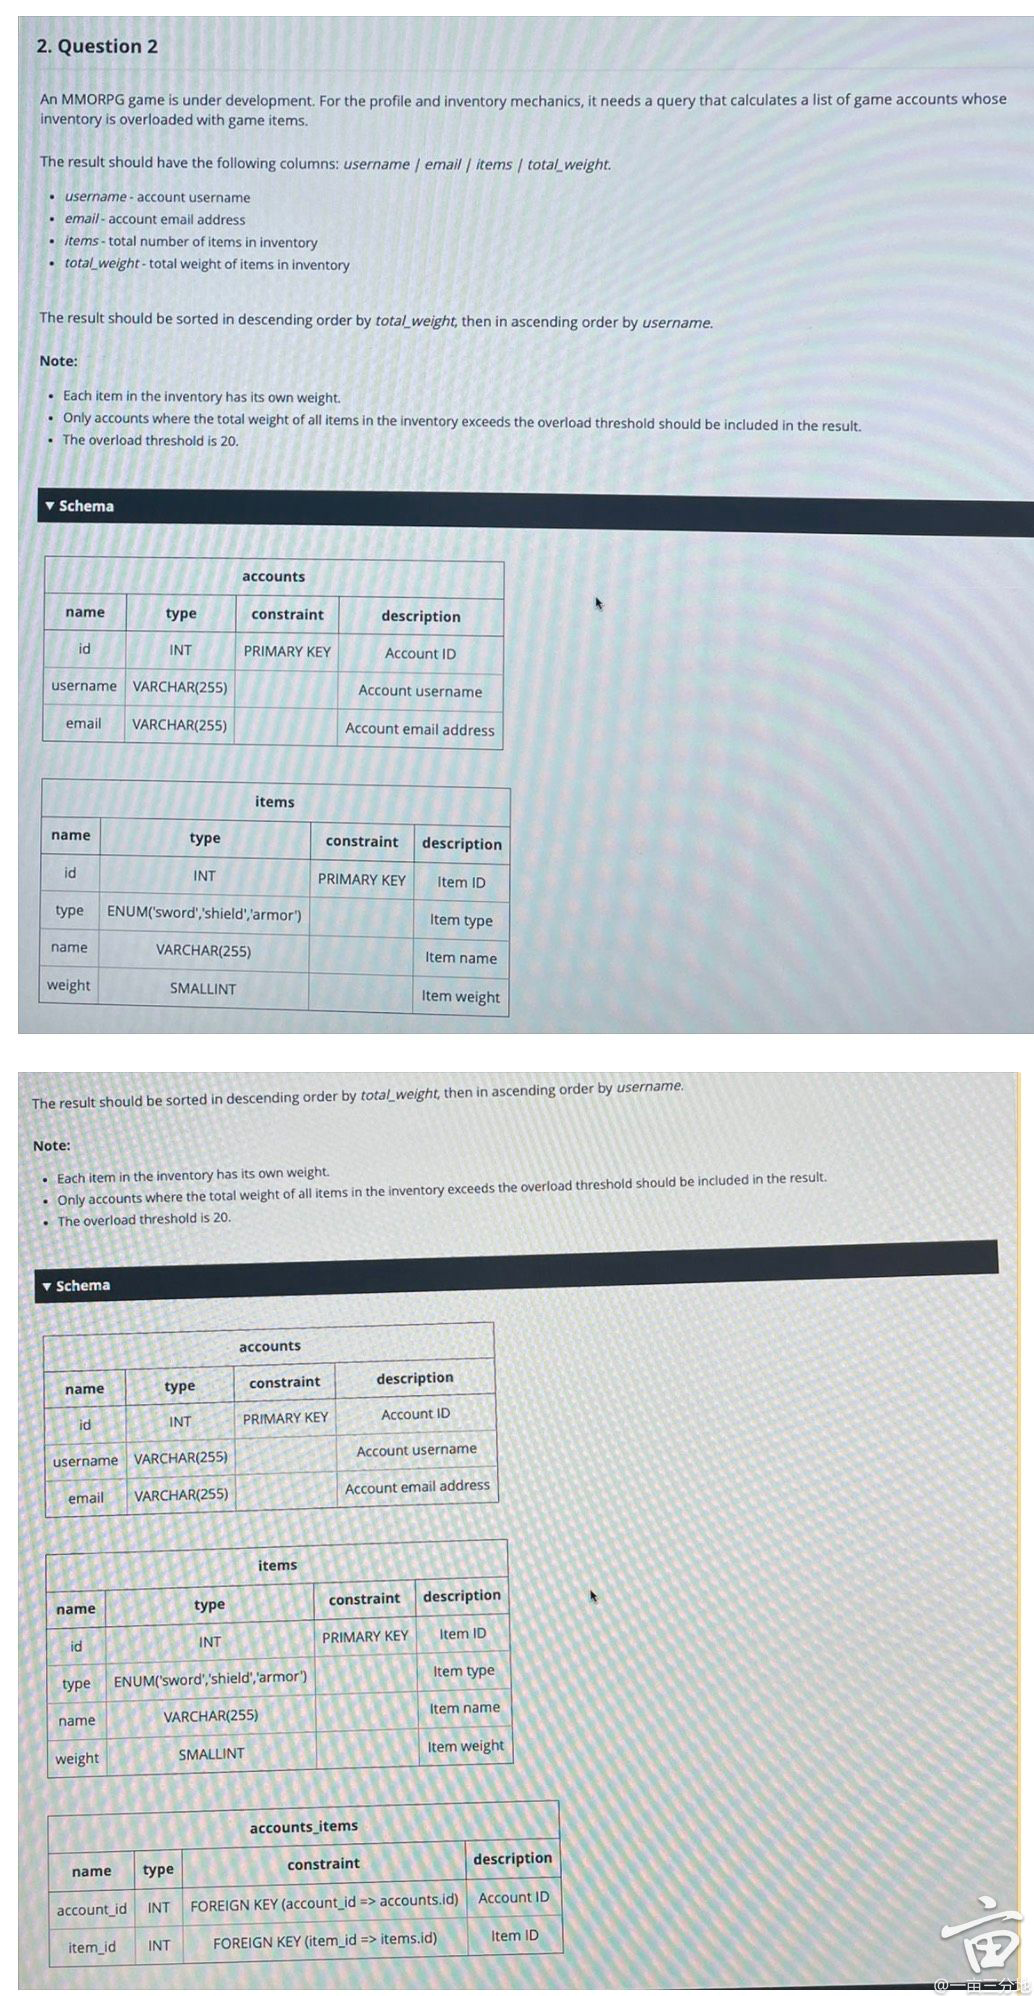 2. Question 2
An MMORPG game is under development. For the profile and inventory mechanics, it needs a query that calculates a list of game accounts whose
inventory is overloaded with game items.
The result should have the following columns: username | email | items | total_weight.
• username - account username
• email - account email address
• items - total number of items in inventory
• total_weight - total weight of items in inventory
The result should be sorted in descending order by total_weight, then in ascending order by username.
Note:
• Each item in the inventory has its own weight.
• Only accounts where the total weight of all items in the inventory exceeds the overload threshold should be included in the result.
• The overload threshold is 20.
▼ Schema
accounts
name type constraint description
id INT PRIMARY KEY Account ID
username VARCHAR(255) Account username
email VARCHAR(255) Account email address
items
name type constraint description
id INT PRIMARY KEY Item ID
type ENUM('sword','shield','armor') Item type
name VARCHAR(255) Item name
weight SMALLINT Item weight
The result should be sorted in descending order by total_weight, then in ascending order by username.
Note:
• Each item in the inventory has its own weight.
• Only accounts where the total weight of all items in the inventory exceeds the overload threshold should be included in the result.
• The overload threshold is 20.
▼ Schema
accounts
name type constraint description
id INT PRIMARY KEY Account ID
username VARCHAR(255) Account username
email VARCHAR(255) Account email address
items
name type constraint description
id INT PRIMARY KEY Item ID
type ENUM('sword','shield','armor') Item type
name VARCHAR(255) Item name
weight SMALLINT Item weight
accounts_items
name type constraint description
account_id INT FOREIGN KEY (account_id => accounts.id) Account ID
item_id INT FOREIGN KEY (item_id => items.id) Item ID
亩
@一亩三分地